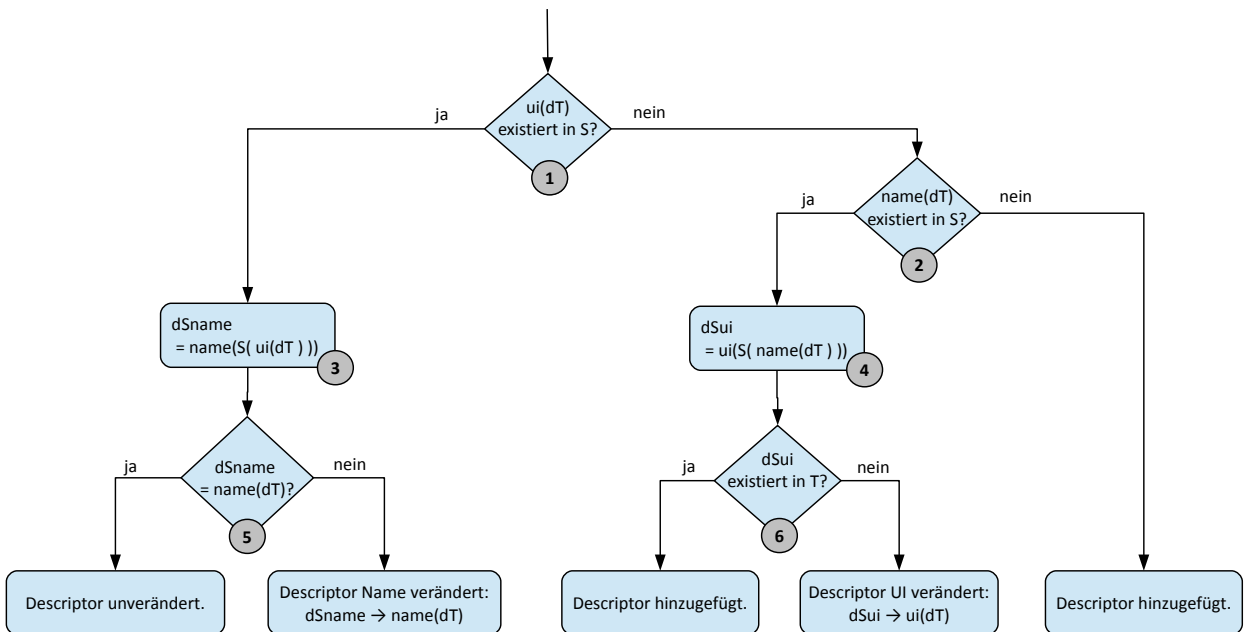 ui(dT)
existiert in S?
ja
nein
1
name(dT)
existiert in S?
ja
nein
2
dSname
= name(S( ui(dT ) ))
3
dSui
= ui(S( name(dT ) ))
4
dSname
= name(dT)?
ja
nein
5
dSui
existiert in T?
ja
nein
6
Descriptor unverändert.
Descriptor Name verändert:
dSname → name(dT)
Descriptor hinzugefügt.
Descriptor UI verändert:
dSui → ui(dT)
Descriptor hinzugefügt.